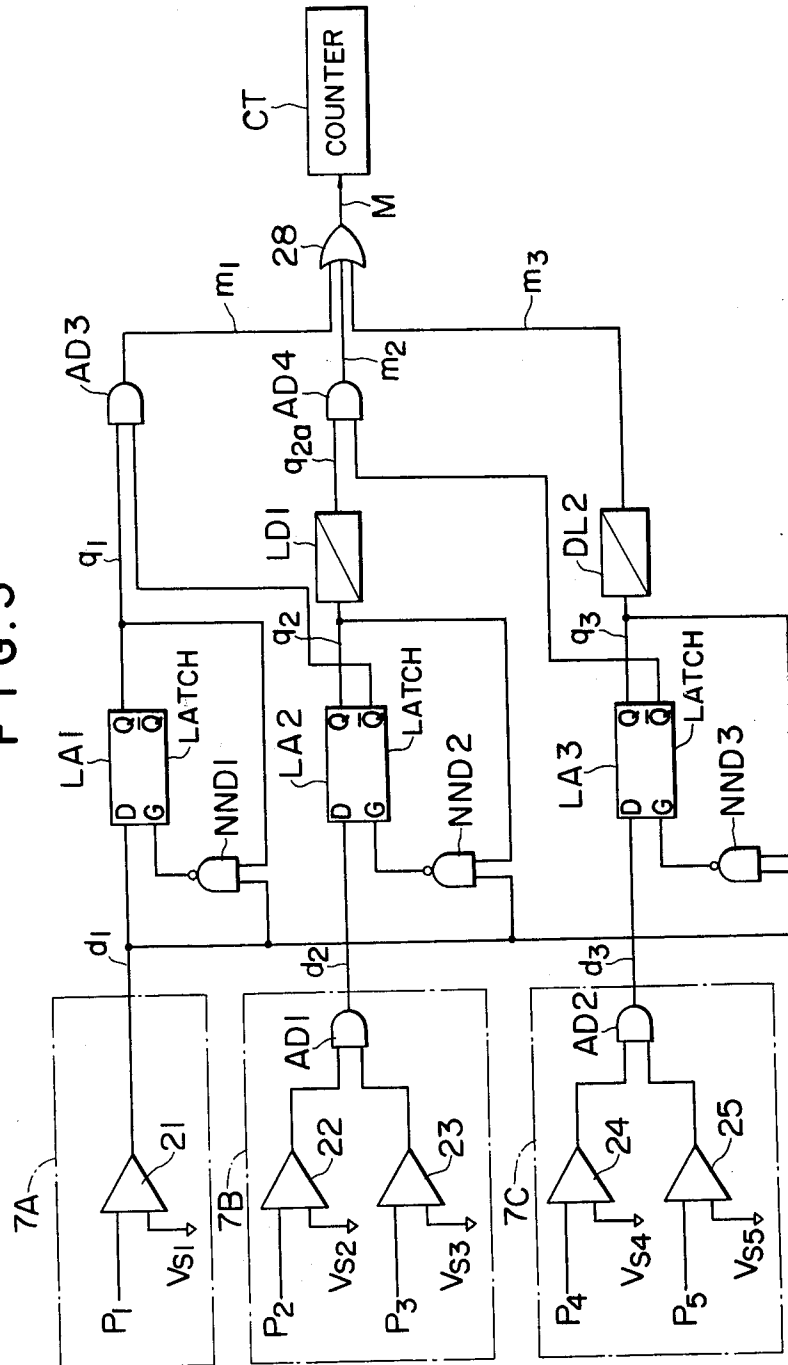 FIG. 5
7A
P1
VS1
21
d1
LA1
D
G
Q
Q̅
LATCH
NND1
q1
AD3
m1
28
M
CT
COUNTER
7B
P2
VS2
22
P3
VS3
23
AD1
d2
LA2
D
G
Q
Q̅
LATCH
NND2
q2
LD1
q2a
AD4
m2
7C
P4
VS4
24
P5
VS5
25
AD2
d3
LA3
D
G
Q
Q̅
LATCH
NND3
q3
DL2
m3